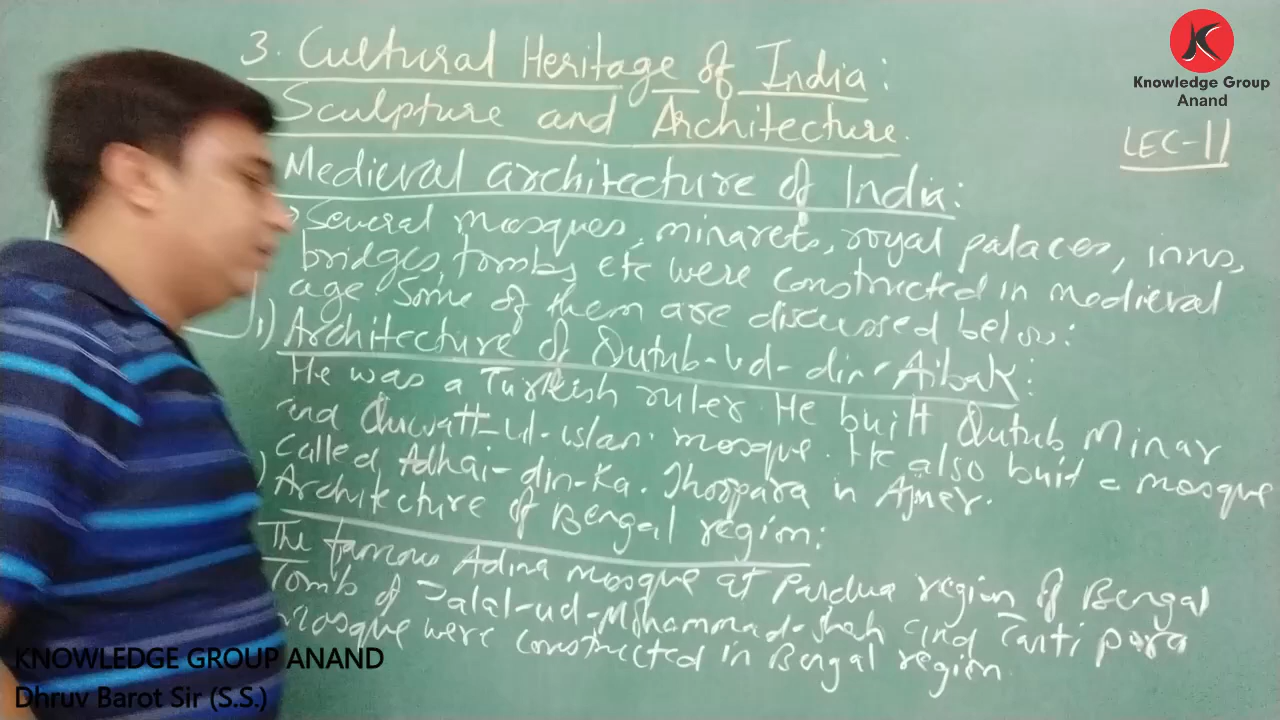 3. Cultural Heritage of India:
Sculpture and Architecture.
LEC-11
Knowledge Group
Anand
Medieval architecture of India:
Several mosques, minarets, royal palaces, inns,
bridges, tombs etc were constructed in medieval
age. Some of them are discussed below:
1) Architecture of Qutub-ud-din-Aibak:
He was a Turkish ruler. He built Qutub Minar
and Quwatt-ul-islam mosque. He also built a mosque
called Adhai-din-ka-Jhospara in Ajmer.
) Architecture of Bengal region:
The famous Adina mosque at Pandua region of Bengal
Tomb of Jalal-ud-Mohammad-shah and Tanti para
Mosque were constructed in Bengal region.
KNOWLEDGE GROUP ANAND
Dhruv Barot Sir (S.S.)